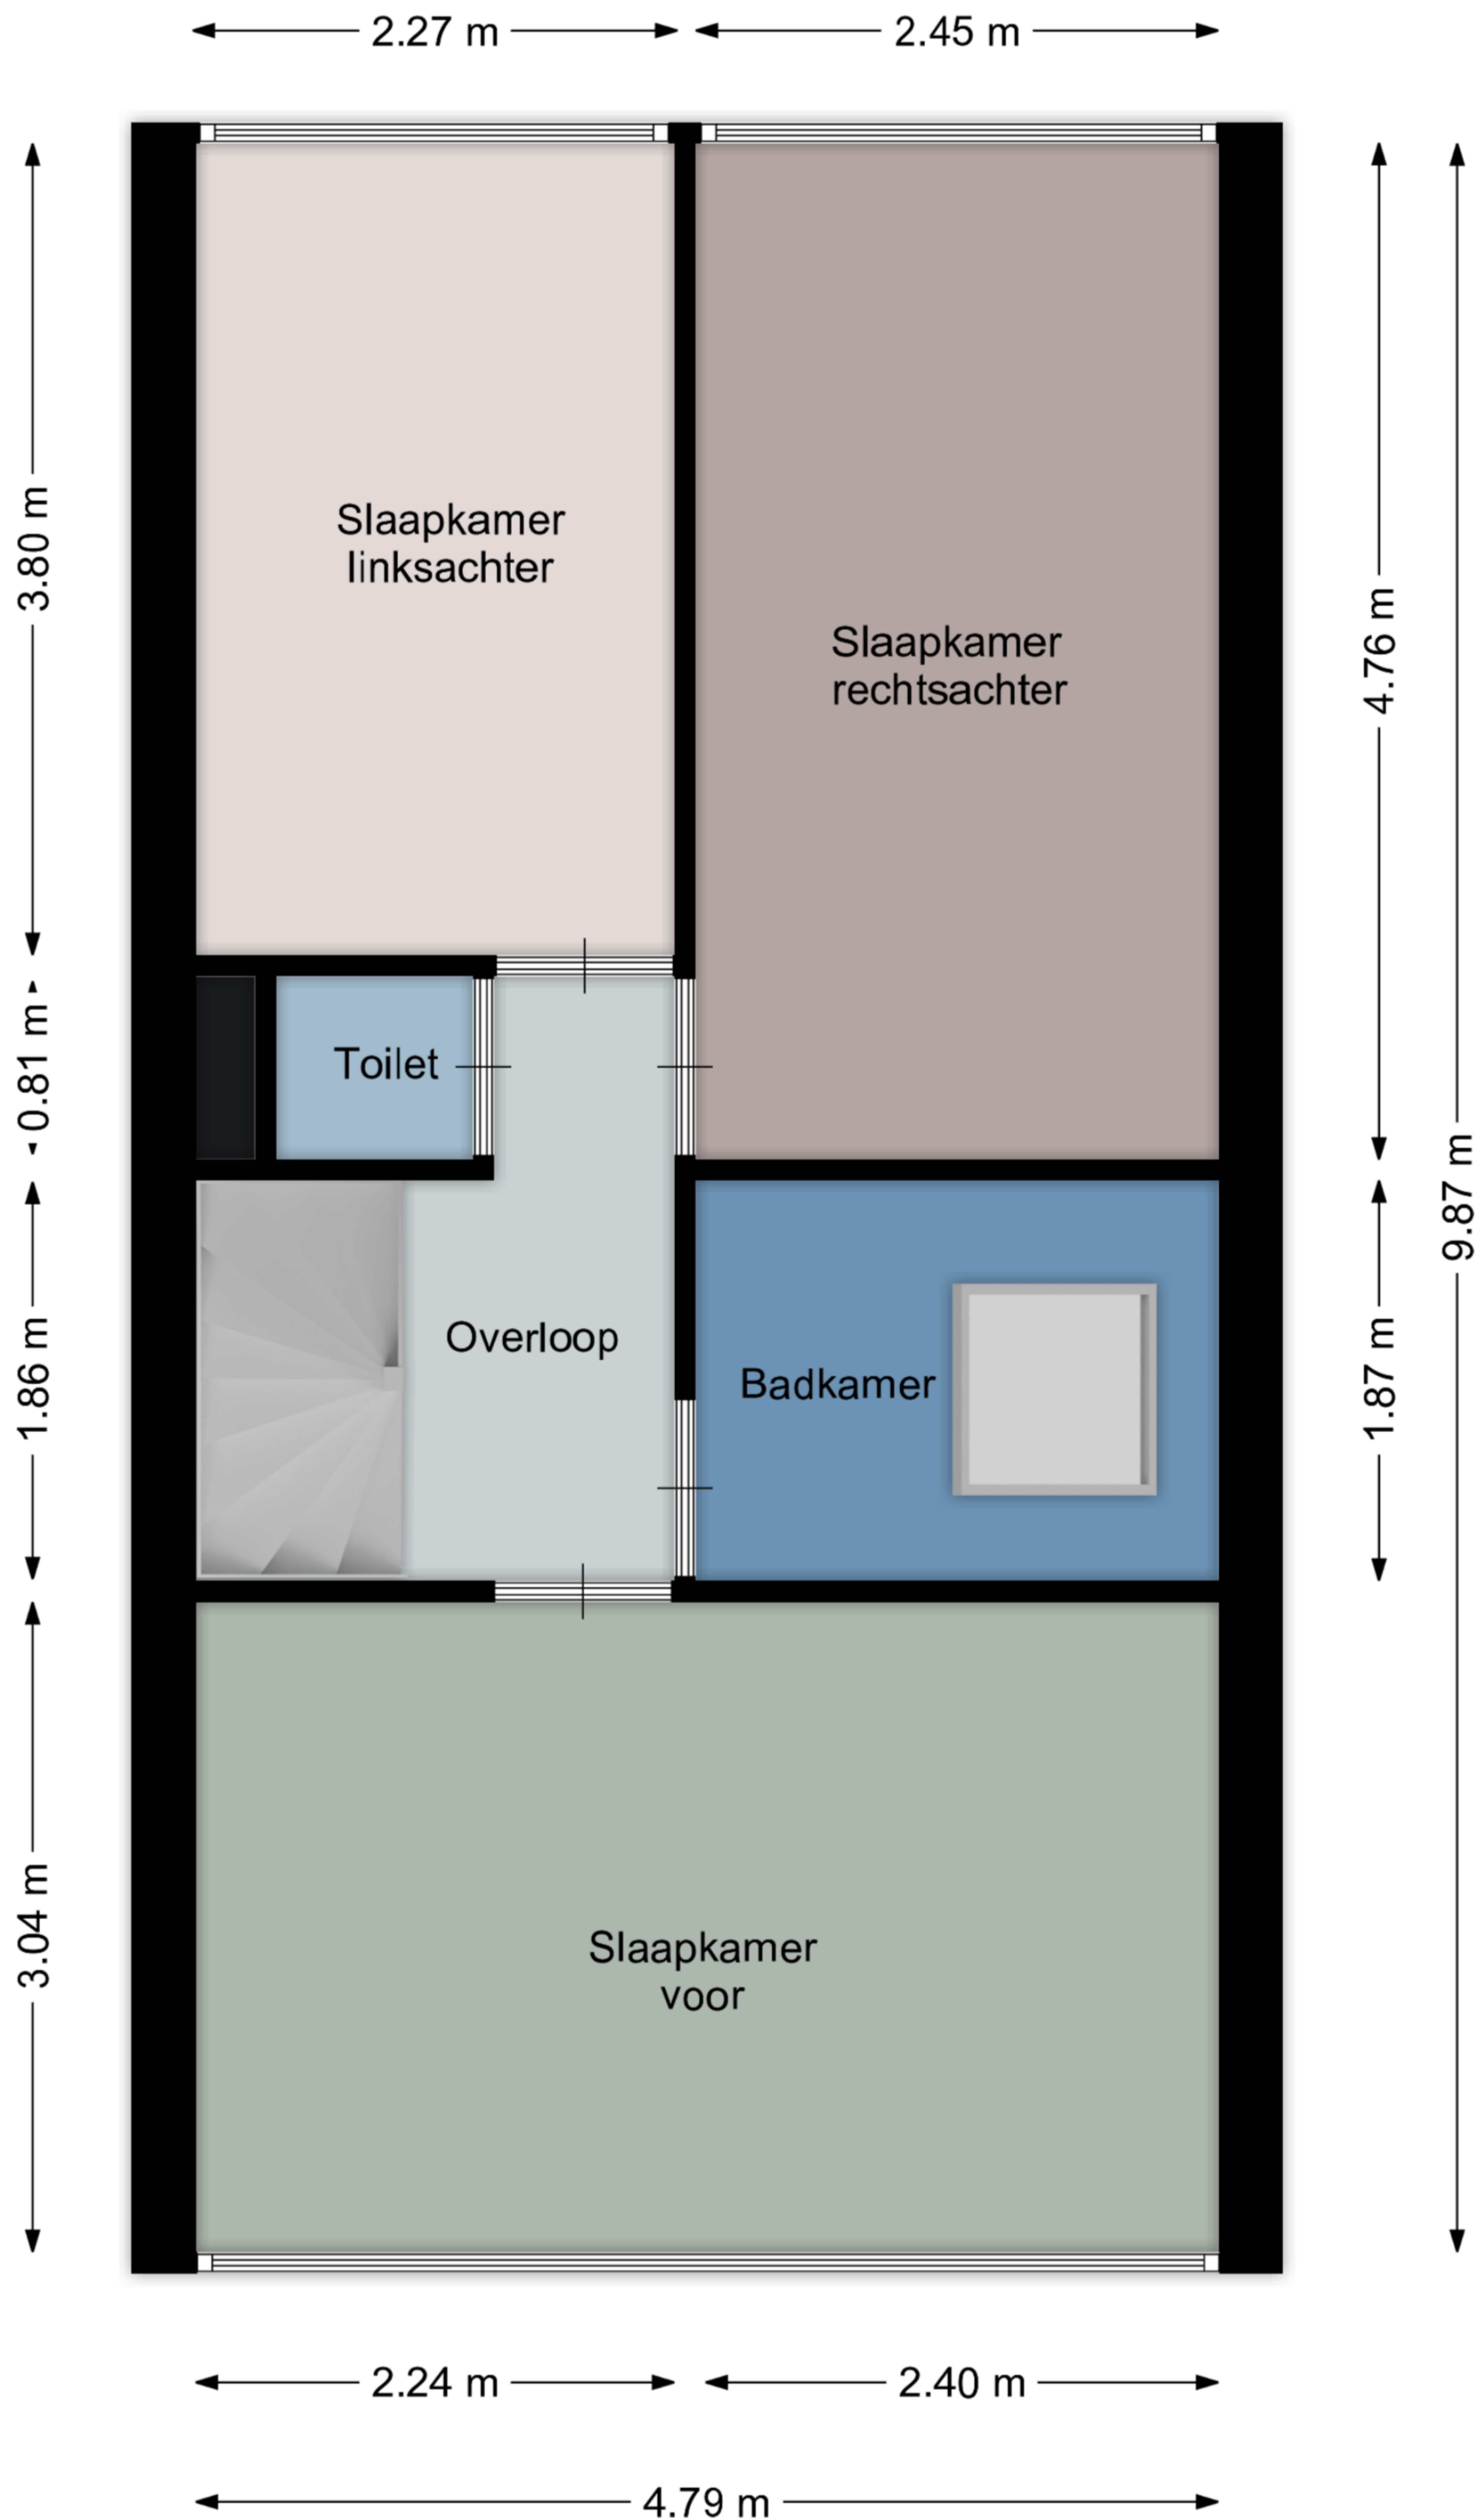 2.27 m
2.45 m
3.80 m
Slaapkamer
linksachter
Slaapkamer
rechtsachter
4.76 m
0.81 m
Toilet
9.87 m
1.86 m
Overloop
Badkamer
1.87 m
3.04 m
Slaapkamer
voor
2.24 m
2.40 m
4.79 m